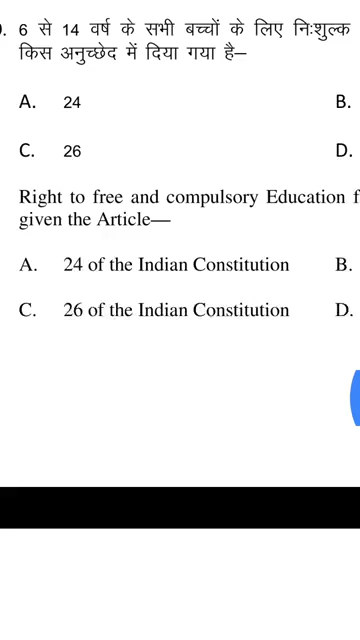 6 से 14 वर्ष के सभी बच्चों के लिए निःशुल्क
किस अनुच्छेद में दिया गया है–
A. 24 B.
C. 26 D.
Right to free and compulsory Education f
given the Article—
A. 24 of the Indian Constitution B.
C. 26 of the Indian Constitution D.